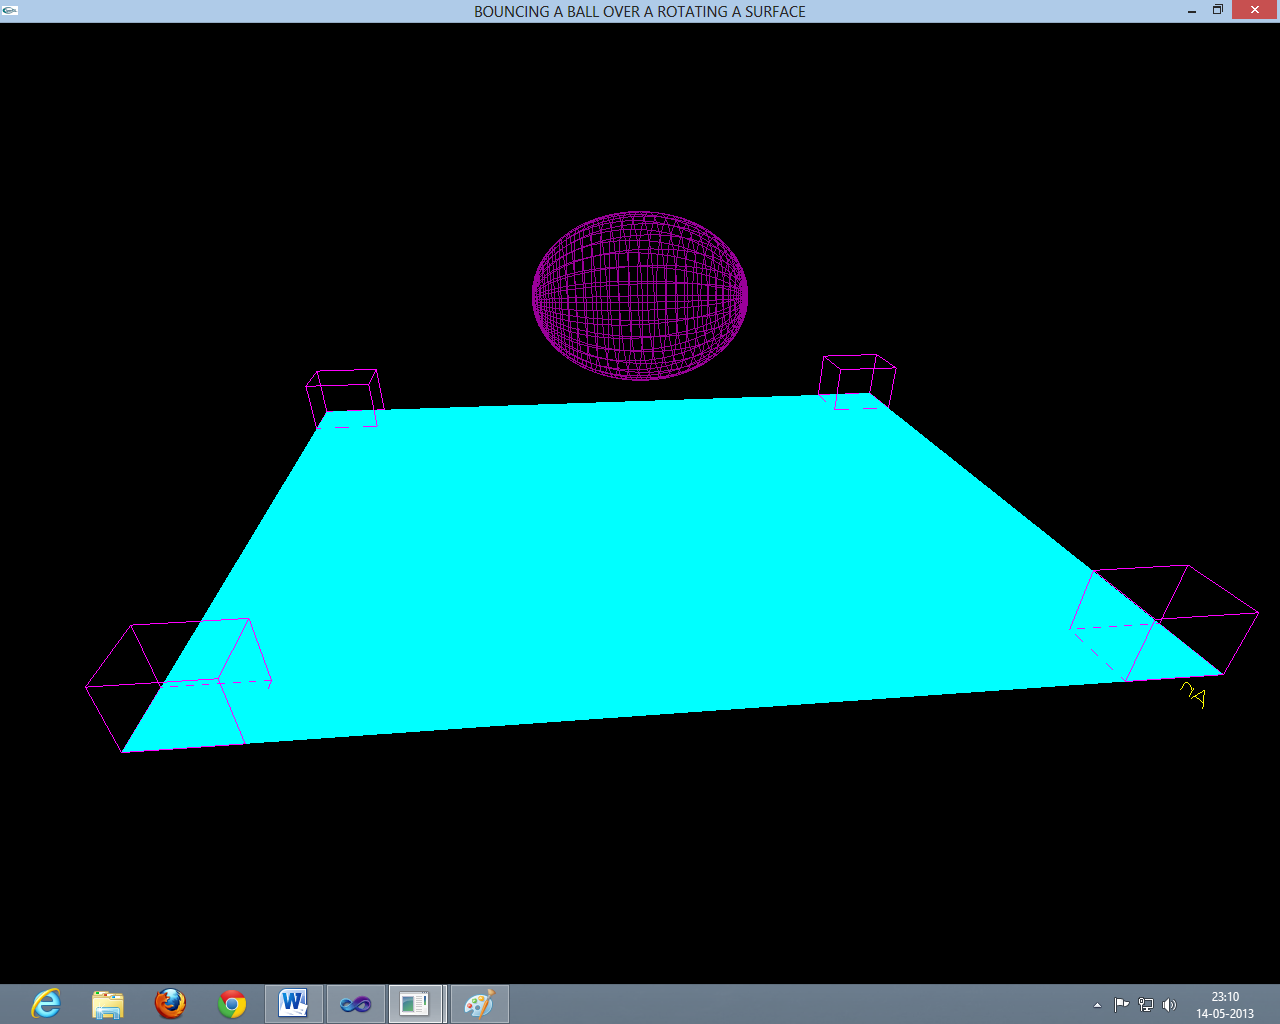 BOUNCING A BALL OVER A ROTATING A SURFACE
23:10
14-05-2013